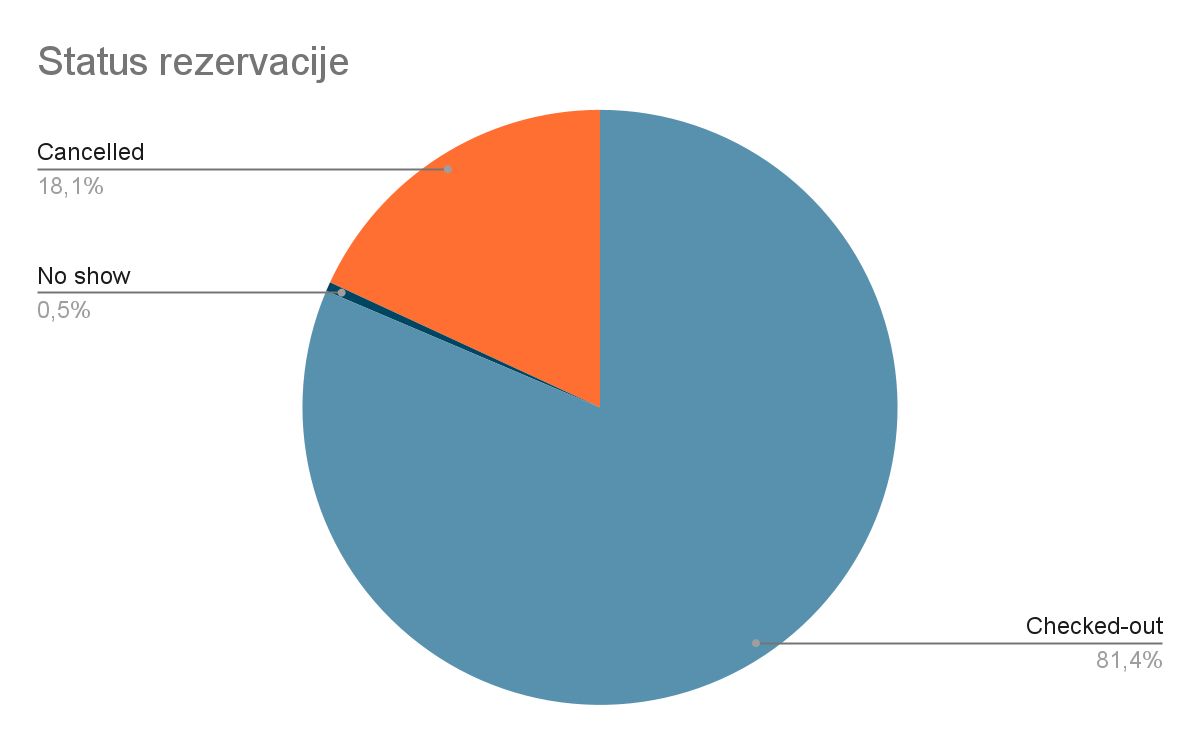 Status rezervacije
Cancelled
18,1%
No show
0,5%
Checked-out
81,4%